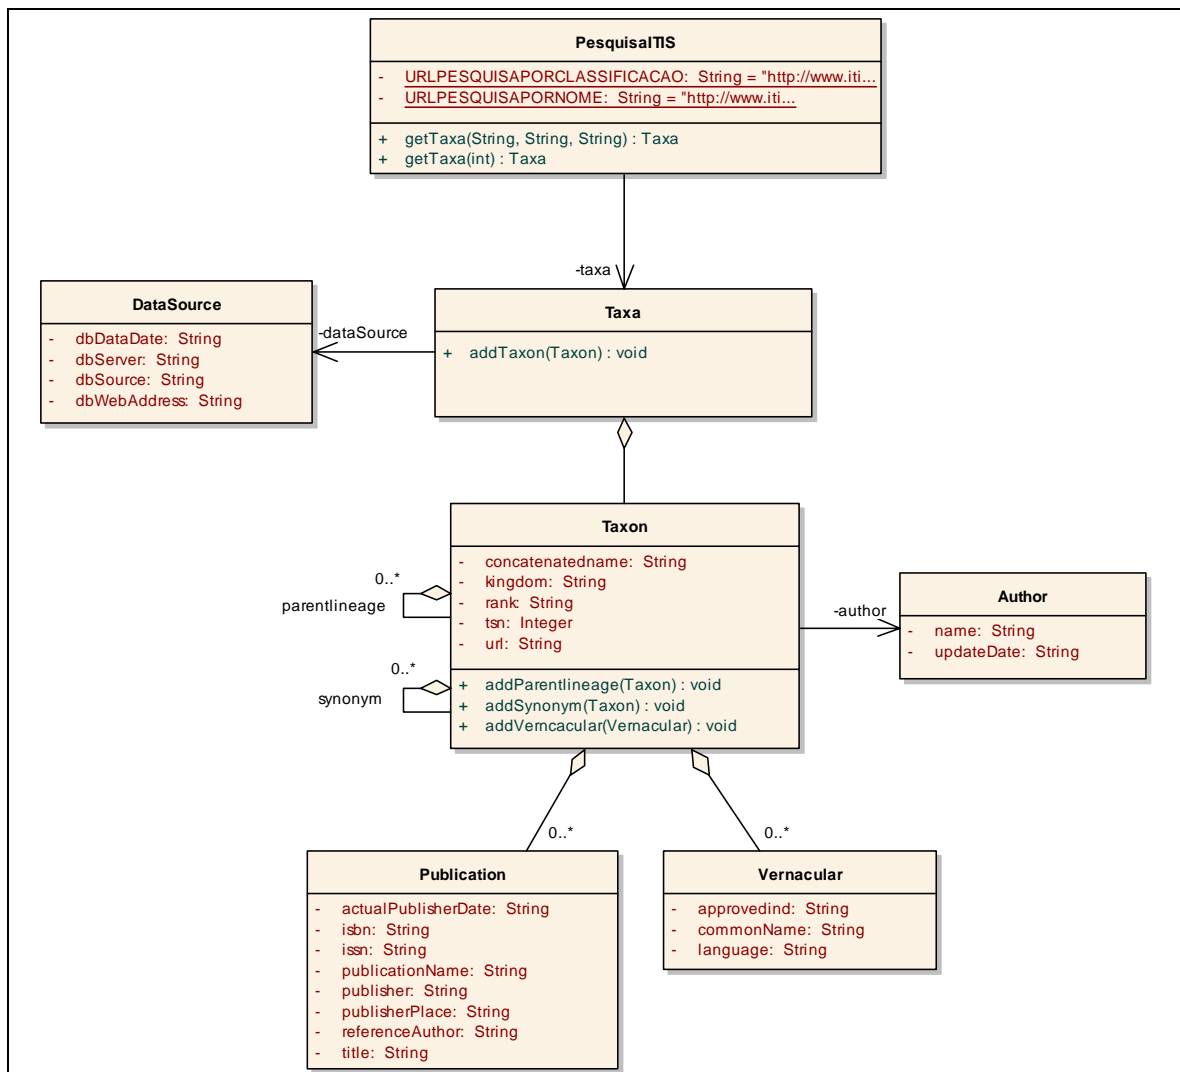 PesquisaITIS
- URLPESQUISAPORCLASSIFICACAO: String = "http://www.iti...
- URLPESQUISAPORNOME: String = "http://www.iti...
+ getTaxa(String, String, String) : Taxa
+ getTaxa(int) : Taxa
-taxa
DataSource
- dbDataDate: String
- dbServer: String
- dbSource: String
- dbWebAddress: String
-dataSource
Taxa
+ addTaxon(Taxon) : void
Taxon
- concatenatedname: String
- kingdom: String
- rank: String
- tsn: Integer
- url: String
+ addParentlineage(Taxon) : void
+ addSynonym(Taxon) : void
+ addVerncacular(Vernacular) : void
0..*
parentlineage
0..*
synonym
-author
Author
- name: String
- updateDate: String
0..*
0..*
Publication
- actualPublisherDate: String
- isbn: String
- issn: String
- publicationName: String
- publisher: String
- publisherPlace: String
- referenceAuthor: String
- title: String
Vernacular
- approvedind: String
- commonName: String
- language: String